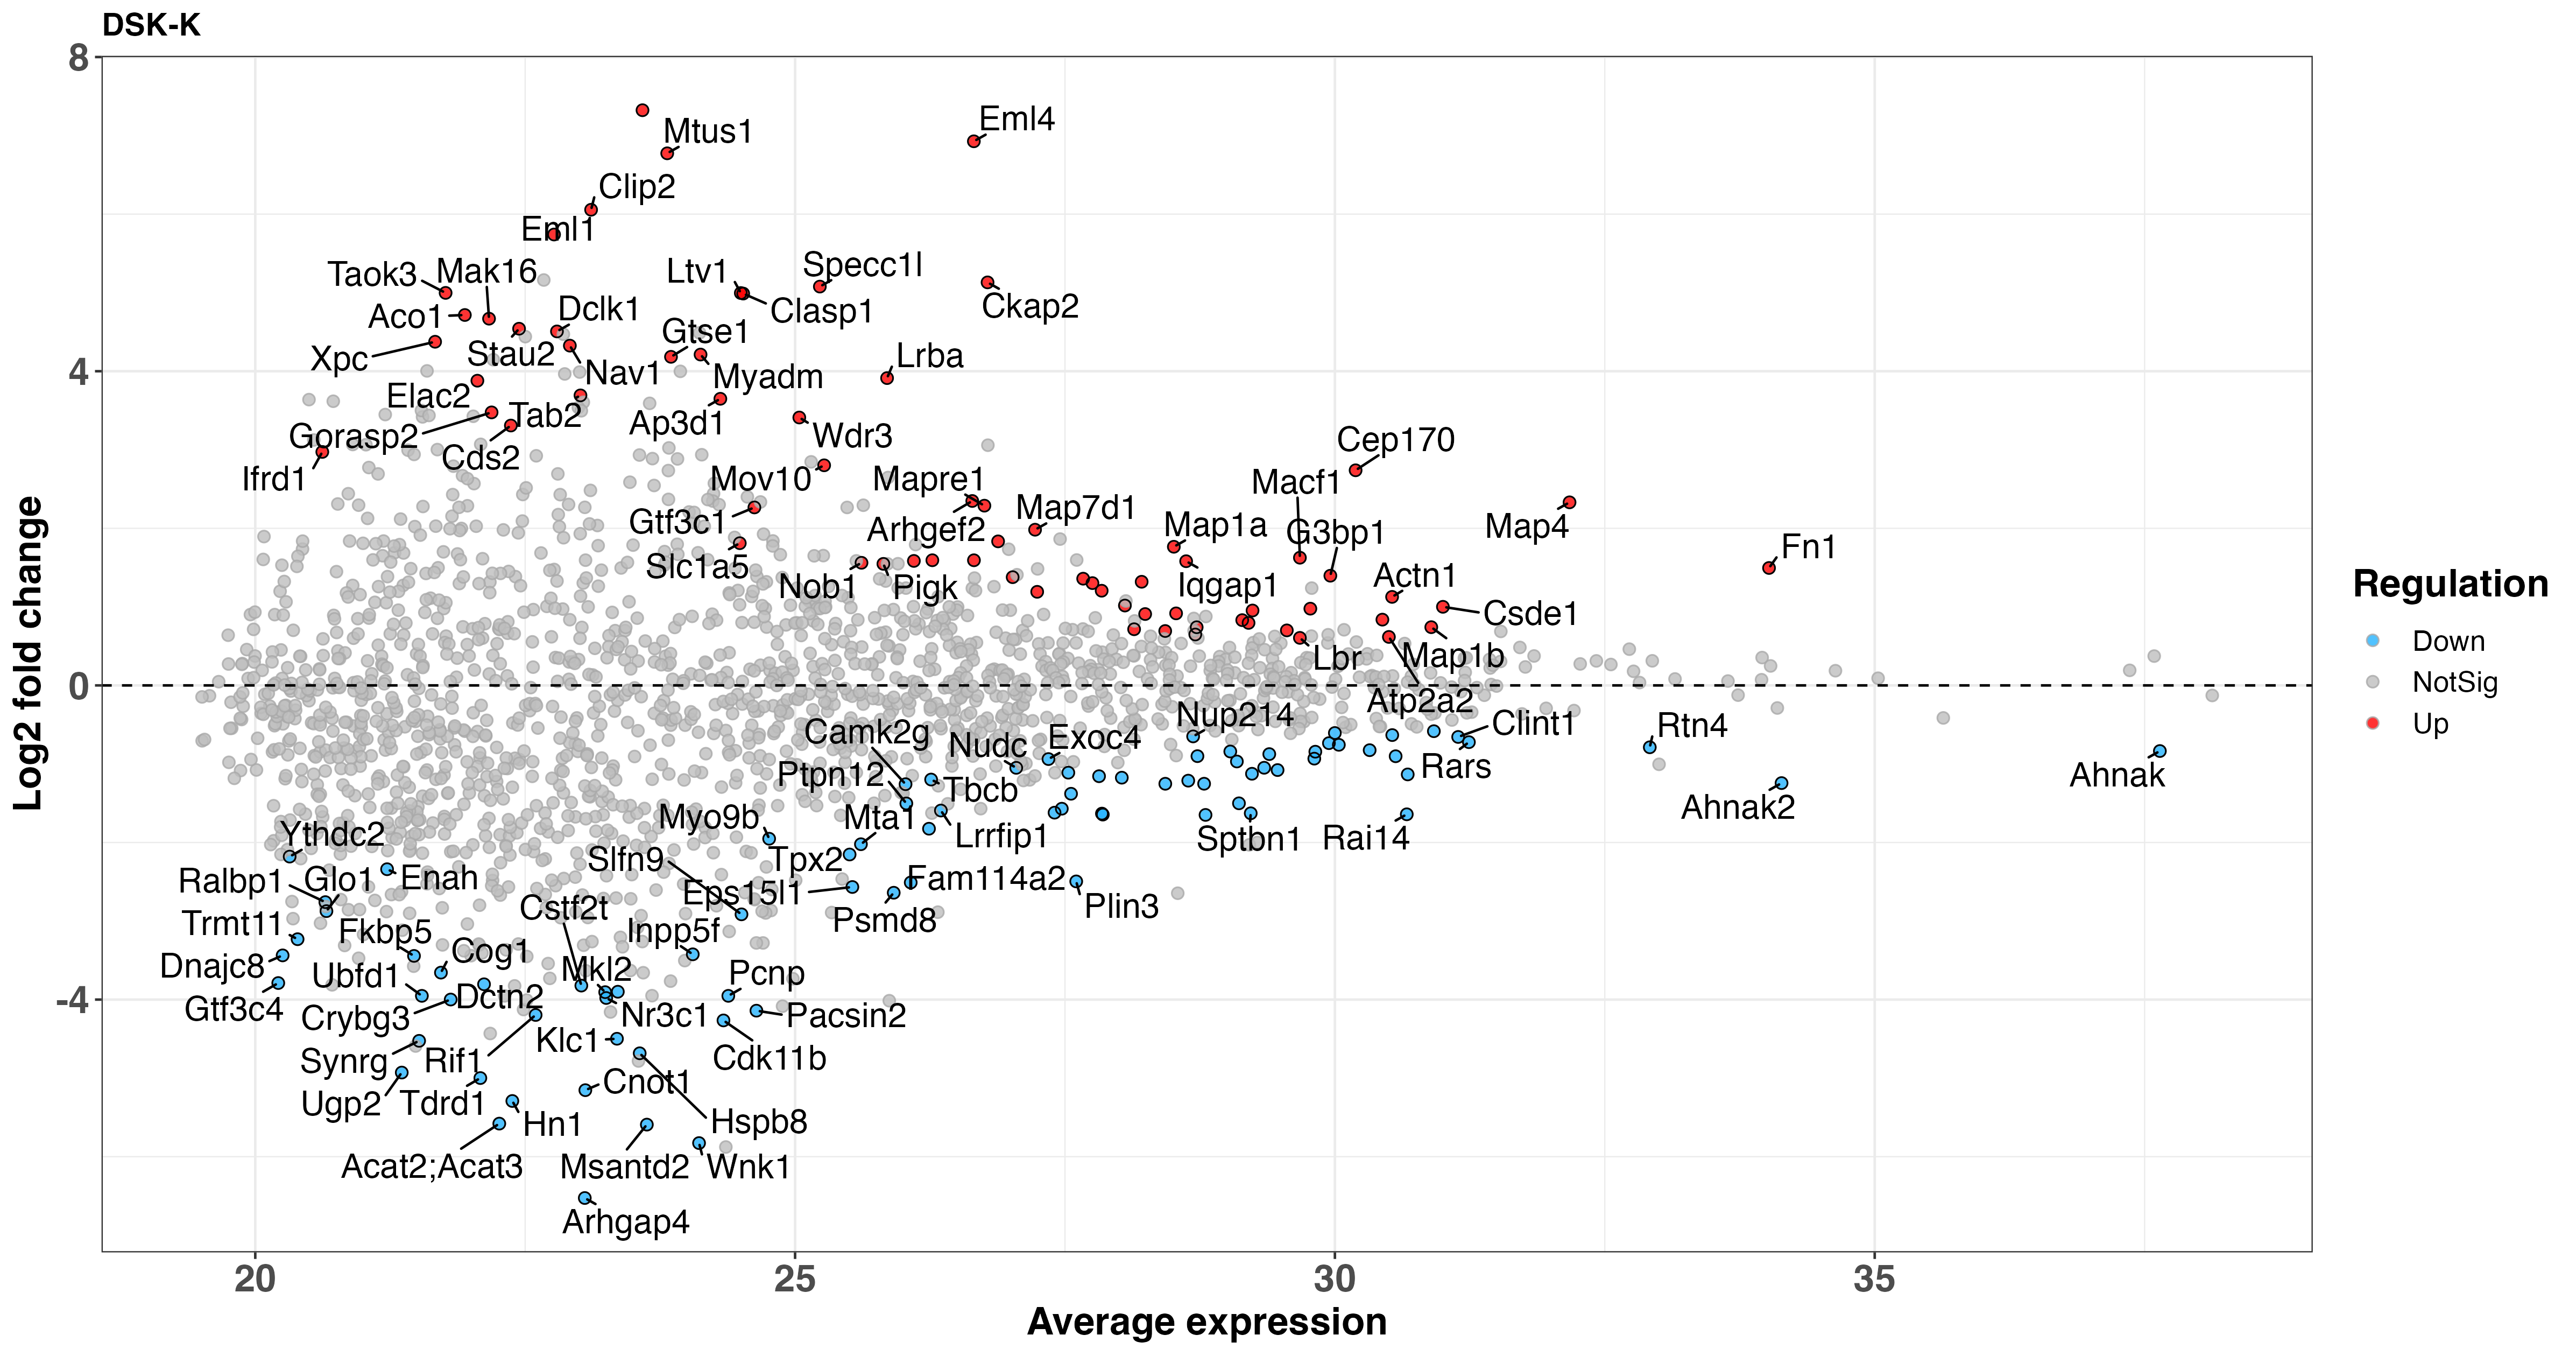 DSK-K
8
4
0
-4
Log2 fold change
Eml4
Mtus1
Clip2
Eml1
Taok3
Mak16
Ltv1
Specc1l
Aco1
Dclk1
Clasp1
Ckap2
Xpc
Stau2
Gtse1
Nav1
Myadm
Lrba
Elac2
Tab2
Ap3d1
Gorasp2
Cds2
Wdr3
Ifrd1
Mov10
Mapre1
Cep170
Macf1
Gtf3c1
Arhgef2
Map7d1
Map1a
G3bp1
Map4
Slc1a5
Nob1
Pigk
Iqgap1
Actn1
Fn1
Csde1
Lbr
Map1b
Atp2a2
Nup214
Camk2g
Nudc
Exoc4
Clint1
Rtn4
Ptpn12
Tbcb
Rars
Ahnak
Ahnak2
Ythdc2
Myo9b
Mta1
Lrrfip1
Sptbn1
Rai14
Ralbp1
Glo1
Enah
Slfn9
Tpx2
Eps15l1
Fam114a2
Plin3
Psmd8
Trmt11
Fkbp5
Cstf2t
Inpp5f
Dnajc8
Ubfd1
Cog1
Mkl2
Pcnp
Gtf3c4
Crybg3
Dctn2
Nr3c1
Pacsin2
Synrg
Rif1
Klc1
Cdk11b
Ugp2
Tdrd1
Cnot1
Hn1
Hspb8
Acat2;Acat3
Msantd2
Wnk1
Arhgap4
20
25
30
35
Average expression
Regulation
Down
NotSig
Up